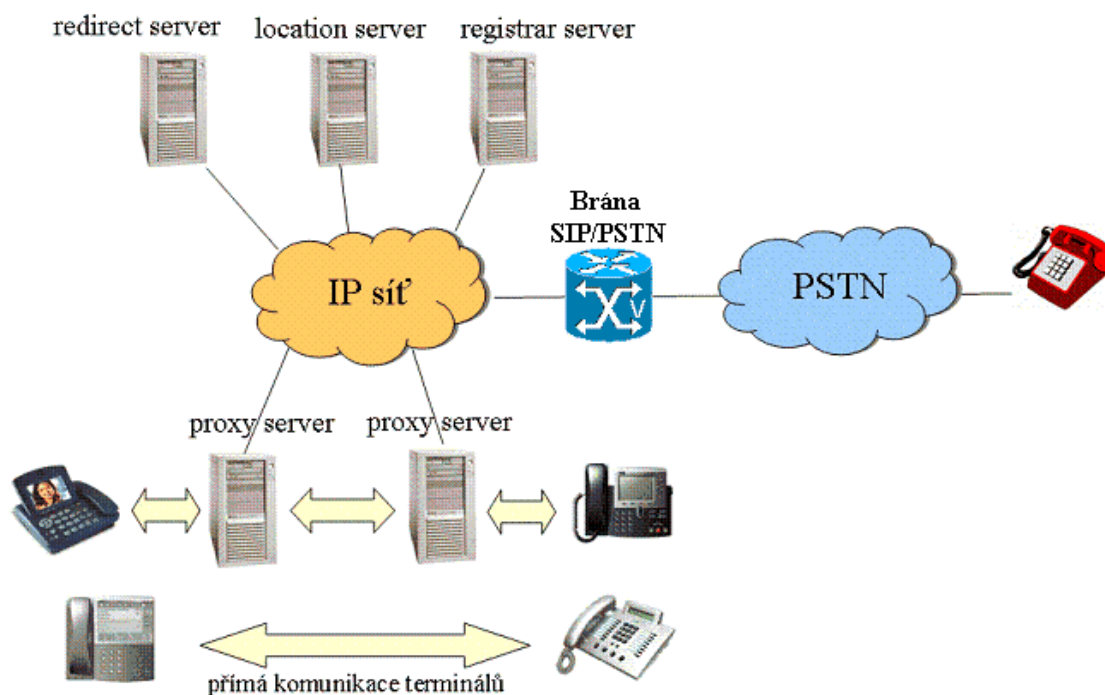 redirect server
location server
registrar server
Brána
SIP/PSTN
IP síť
V
PSTN
proxy server
proxy server
přímá komunikace terminálů